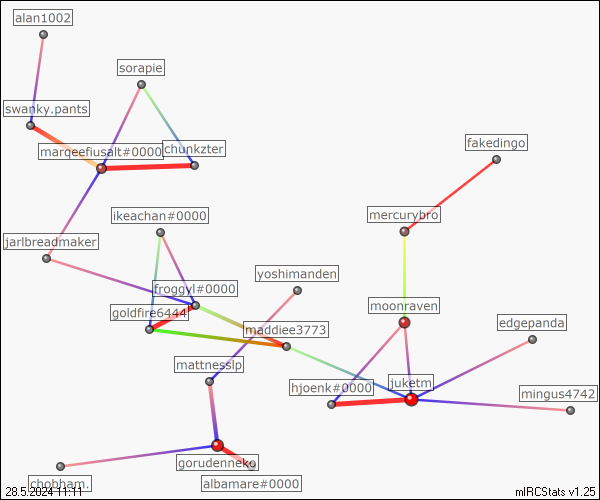 alan1002
sorapie
swanky.pants
fakedingo
marqeefiusalt#0000
chunkzter
mercurybro
ikeachan#0000
jarlbreadmaker
yoshimanden
froggyl#0000
moonraven
goldfire6444
edgepanda
maddiee3773
mattnesslp
hjoenk#0000
juketm
mingus4742
gorudenneko
chobham.
albamare#0000
28.5.2024 11:11
mIRCStats v1.25